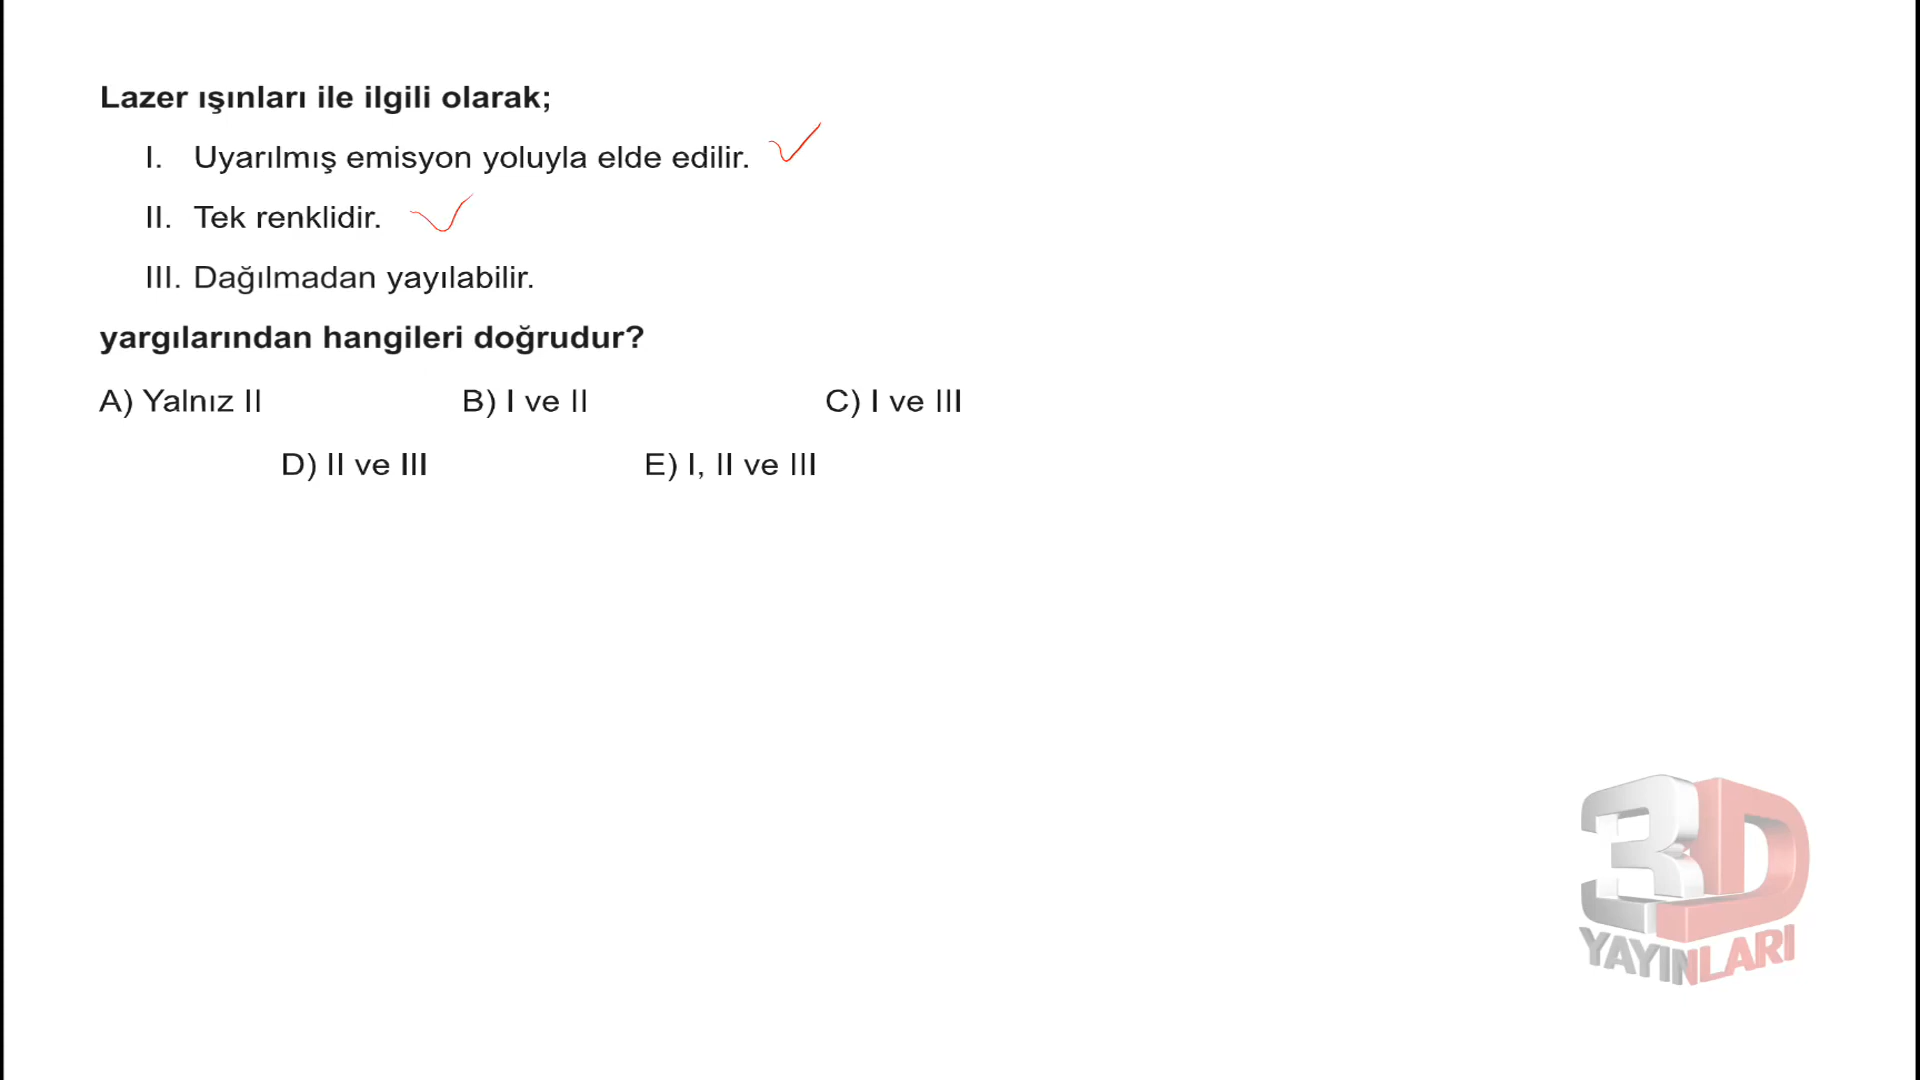 Lazer ışınları ile ilgili olarak;
I. Uyarılmış emisyon yoluyla elde edilir.
II. Tek renklidir.
III. Dağılmadan yayılabilir.
yargılarından hangileri doğrudur?
A) Yalnız II B) I ve II C) I ve III
D) II ve III E) I, II ve III
3D
YAYINLARI